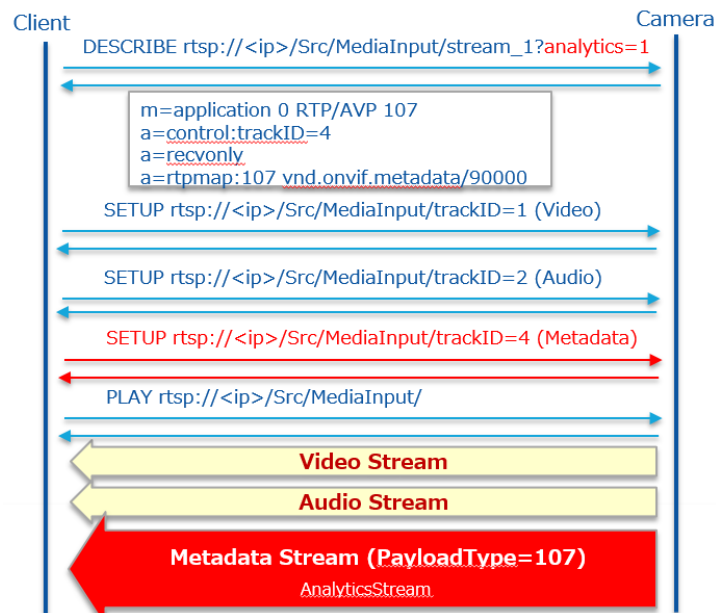 Client
Camera
DESCRIBE rtsp://<ip>/Src/MediaInput/stream_1?analytics=1
m=application 0 RTP/AVP 107
a=control:trackID=4
a=recvonly
a=rtpmap:107 vnd.onvif.metadata/90000
SETUP rtsp://<ip>/Src/MediaInput/trackID=1 (Video)
SETUP rtsp://<ip>/Src/MediaInput/trackID=2 (Audio)
SETUP rtsp://<ip>/Src/MediaInput/trackID=4 (Metadata)
PLAY rtsp://<ip>/Src/MediaInput/
Video Stream
Audio Stream
Metadata Stream (PayloadType=107)
AnalyticsStream